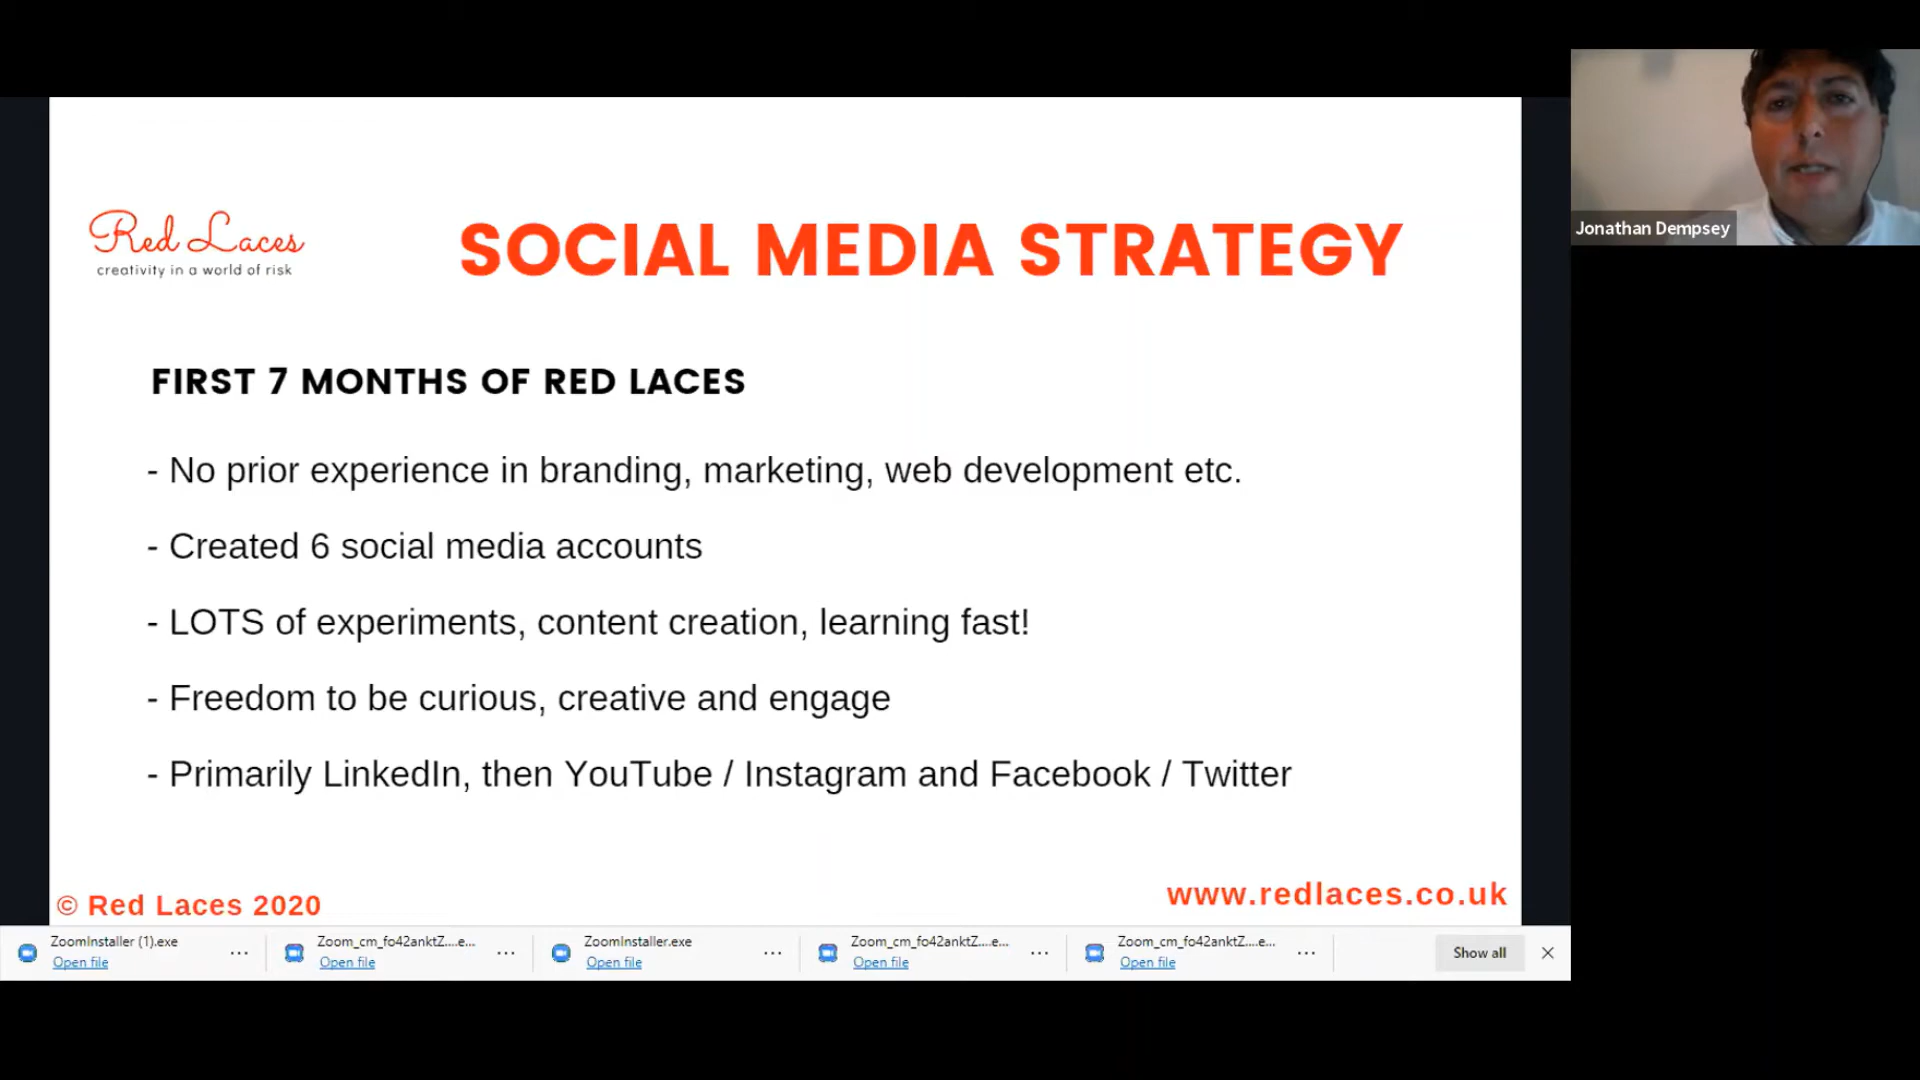 Red Laces
creativity in a world of risk
SOCIAL MEDIA STRATEGY
Jonathan Dempsey
FIRST 7 MONTHS OF RED LACES
- No prior experience in branding, marketing, web development etc.
- Created 6 social media accounts
- LOTS of experiments, content creation, learning fast!
- Freedom to be curious, creative and engage
- Primarily LinkedIn, then YouTube / Instagram and Facebook / Twitter
© Red Laces 2020
www.redlaces.co.uk
ZoomInstaller (1).exe
Open file
Zoom_cm_fo42anktZ....e...
Open file
ZoomInstaller.exe
Open file
Zoom_cm_fo42anktZ....e...
Open file
Zoom_cm_fo42anktZ....e...
Open file
Show all